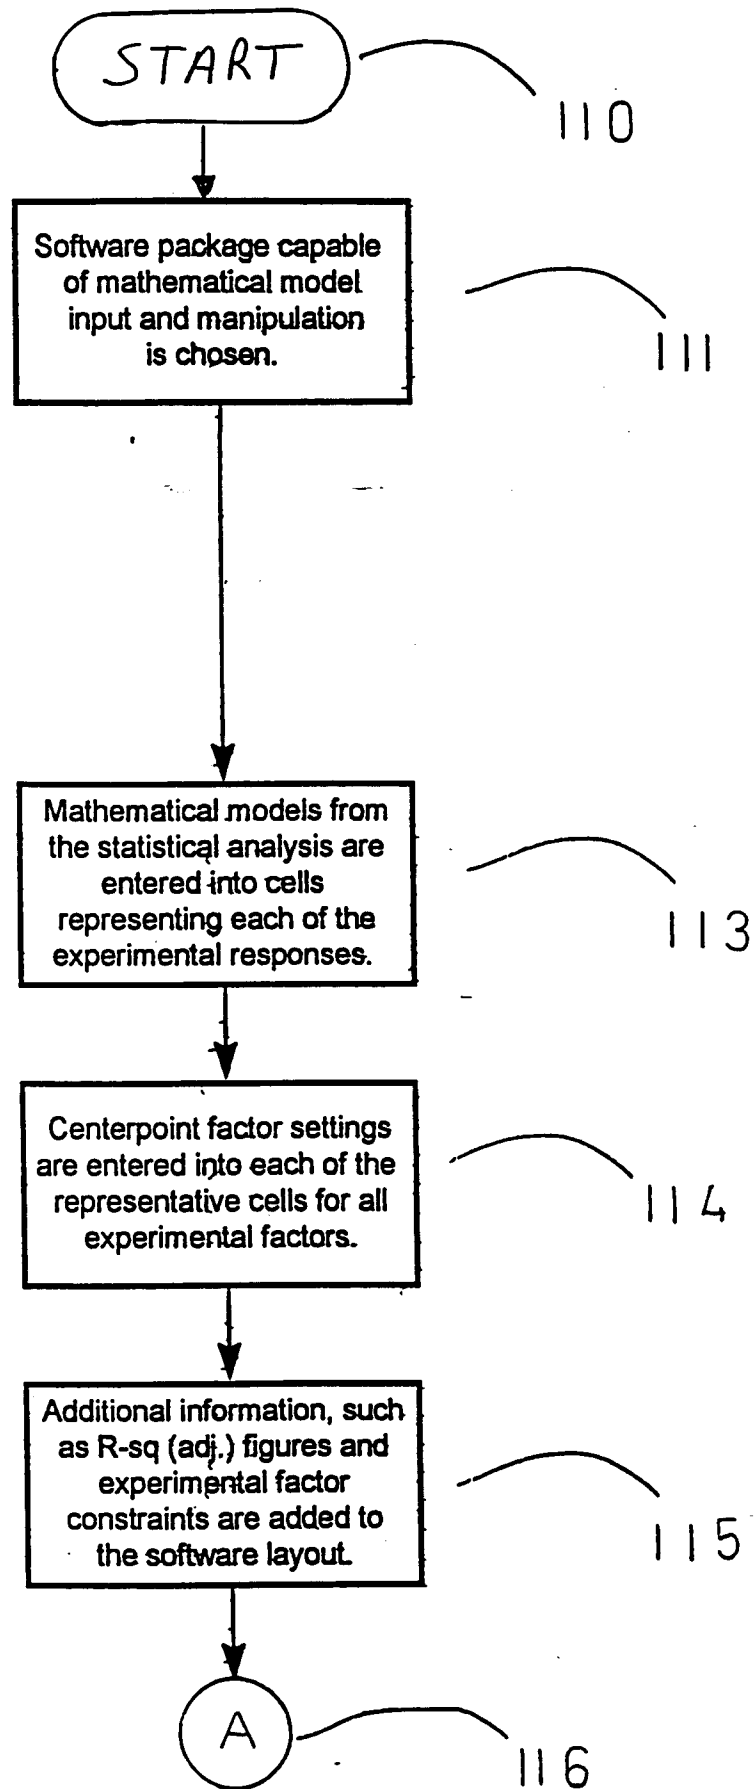 START
110
Software package capable
of mathematical model
input and manipulation
is chosen.
111
Mathematical models from
the statistical analysis are
entered into cells
representing each of the
experimental responses.
113
Centerpoint factor settings
are entered into each of the
representative cells for all
experimental factors.
114
Additional information, such
as R-sq (adj.) figures and
experimental factor
constraints are added to
the software layout.
115
A
116